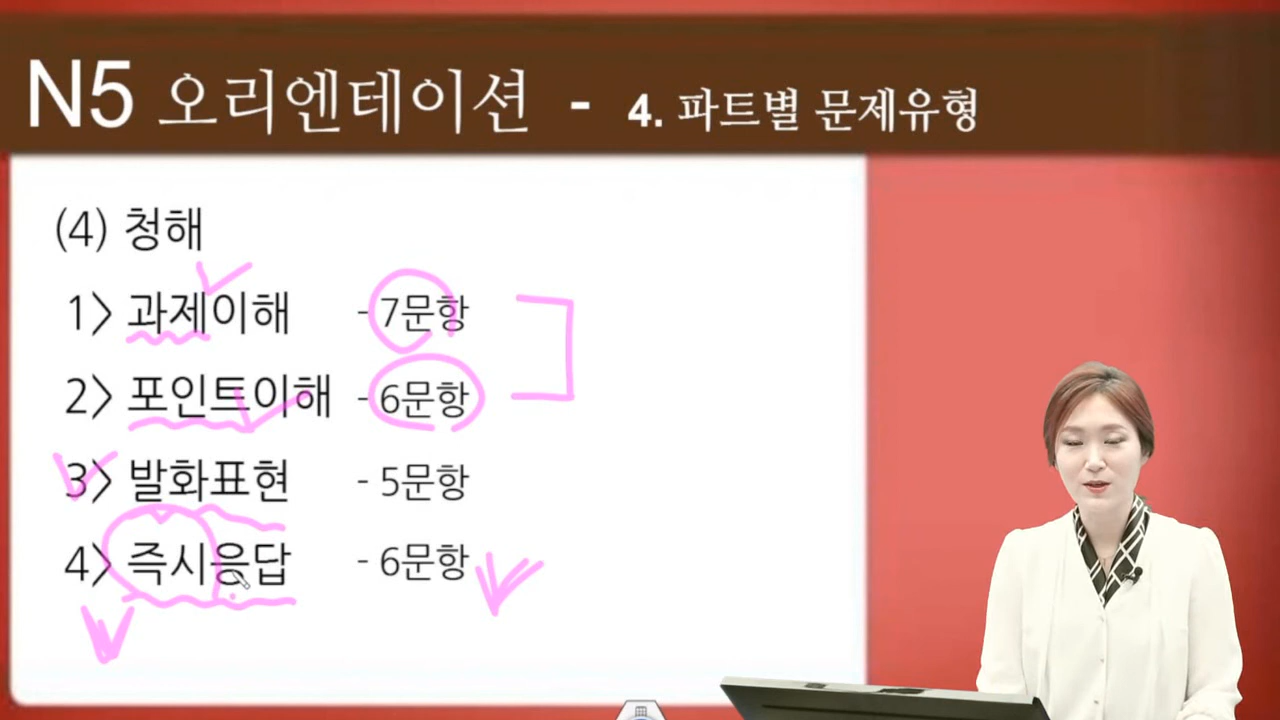 N5 오리엔테이션 - 4. 파트별 문제유형
(4) 청해
1> 과제이해 - 7문항
2> 포인트이해 - 6문항
3> 발화표현 - 5문항
4> 즉시응답 - 6문항